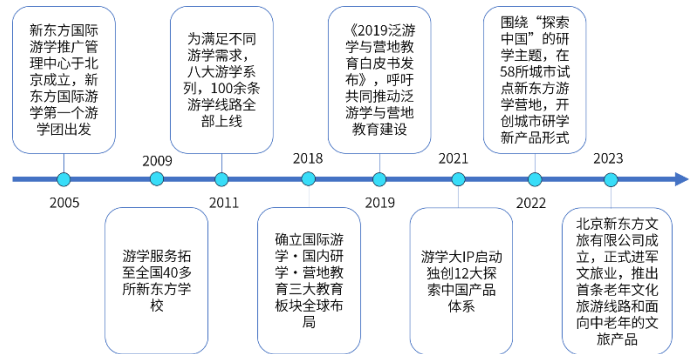 新东方国际
游学推广管
理中心于北
京成立，新
东方国际游
学第一个游
学团出发
为满足不同
游学需求，
八大游学系
列，100余条
游学线路全
部上线
《2019泛游
学与营地教
育白皮书发
布》，呼吁
共同推动泛
游学与营地
教育建设
围绕“探索
中国”的研
学主题，在
58所城市试
点新东方游
学营地，开
创城市研学
新产品形式
2009
2018
2021
2023
2005
2011
2019
2022
游学服务拓
至全国40多
所新东方学
校
确立国际游
学·国内研
学·营地教
育三大教育
板块全球布
局
游学大IP启动
独创12大探
索中国产品
体系
北京新东方文
旅有限公司成
立，正式进军
文旅业，推出
首条老年文化
旅游线路和面
向中老年的文
旅产品